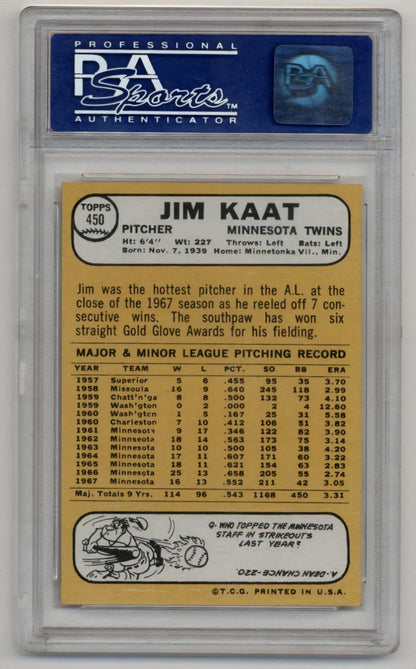 PROFESSIONAL
PSA
Sports™
AUTHENTICATOR
PSA
TOPPS
450
JIM KAAT
PITCHER MINNESOTA TWINS
Ht: 6'4" Wt: 227 Throws: Left Bats: Left
Born: Nov. 7, 1939 Home: Minnetonka Vil., Min.
Jim was the hottest pitcher in the A.L. at the
close of the 1967 season as he reeled off 7 con-
secutive wins. The southpaw has won six
straight Gold Glove Awards for his fielding.
MAJOR & MINOR LEAGUE PITCHING RECORD
YEAR TEAM W L PCT. SO BB ERA
1957 Superior 5 6 .455 95 35 3.70
1958 Missoula 16 9 .640 245 118 2.99
1959 Chatt'n'ga 8 8 .500 132 73 4.10
1959 Wash'gton 0 2 .000 2 4 12.60
1960 Wash'gtcn 1 5 .167 25 31 5.58
1960 Charleston 7 10 .412 106 51 3.82
1961 Minnesota 9 17 .346 122 82 3.90
1962 Minnesota 18 14 .563 173 75 3.14
1963 Minnesota 10 10 .500 105 38 4.20
1964 Minnesota 17 11 .607 171 60 3.22
1965 Minnesota 18 11 .621 154 63 2.83
1966 Minnesota 25 13 .658 205 55 2.74
1967 Minnesota 16 13 .552 211 42 3.05
Maj. Totals 9 Yrs. 114 96 .543 1168 450 3.31
Q-WHO TOPPED THE MINNESOTA
STAFF IN STRIKEOUTS
LAST YEAR?
A-DEAN CHANCE-220
©T.C.G. PRINTED IN U.S.A.